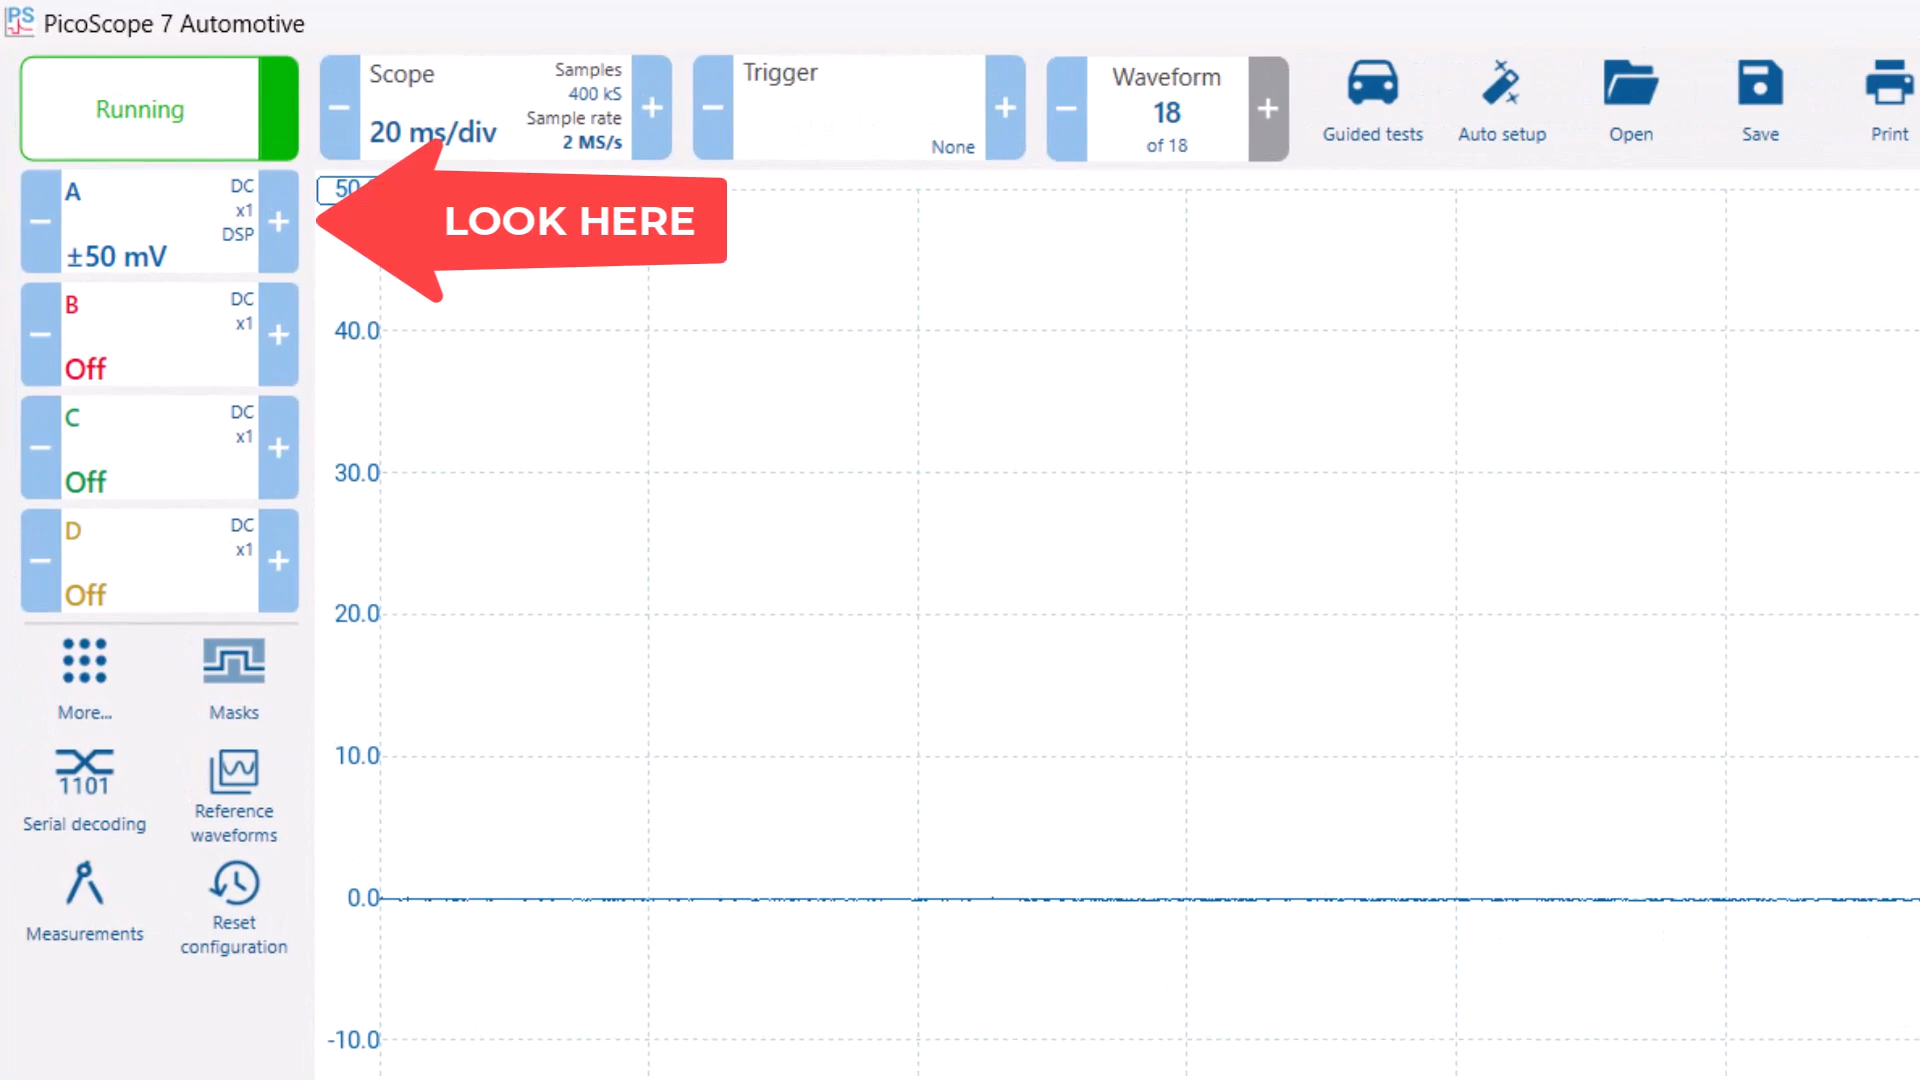 PS
PicoScope 7 Automotive
Running
Scope
20 ms/div
Samples
400 kS
Sample rate
2 MS/s
Trigger
None
Waveform
18
of 18
Guided tests
Auto setup
Open
Save
Print
A
DC
x1
DSP
±50 mV
LOOK HERE
B
DC
x1
Off
C
DC
x1
Off
D
DC
x1
Off
More...
Masks
1101
Serial decoding
Reference
waveforms
Measurements
Reset
configuration
40.0
30.0
20.0
10.0
0.0
-10.0